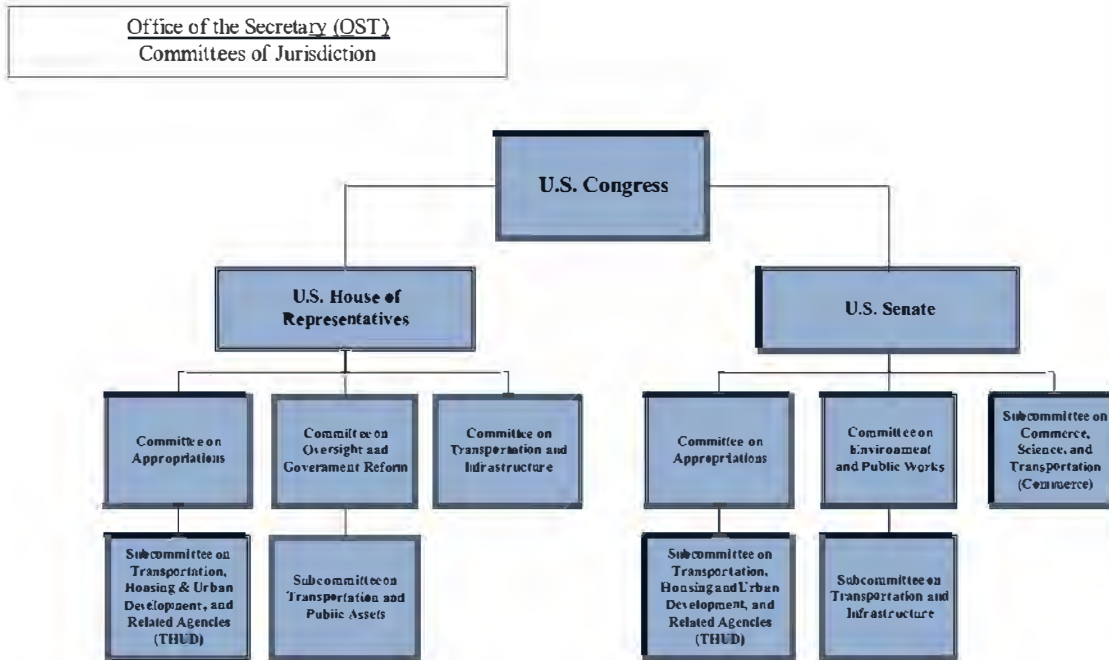 Office of the Secretary (OST)
Committees of Jurisdiction
U.S. Congress
U.S. House of
Representatives
U.S. Senate
Committee on
Appropriations
Committee on
Oversight and
Government Reform
Committee on
Transportation and
Infrastructure
Committee on
Appropriations
Committee on
Environment
and Public Works
Subcommittee on
Commerce,
Science, and
Transportation
(Commerce)
Subcommittee on
Transportation,
Housing & Urban
Development, and
Related Agencies
(THUD)
Subcommittee on
Transportation and
Public Assets
Subcommittee on
Transportation,
Housing and Urban
Development, and
Related Agencies
(THUD)
Subcommittee on
Transportation and
Infrastructure